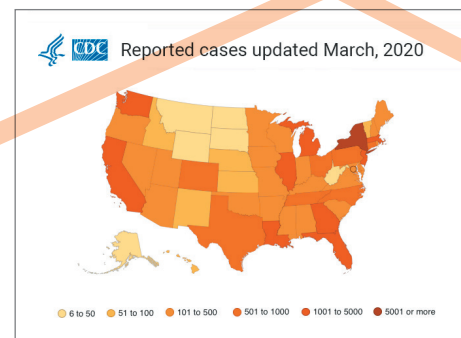 CDC Reported cases updated March, 2020
6 to 50 51 to 100 101 to 500 501 to 1000 1001 to 5000 5001 or more